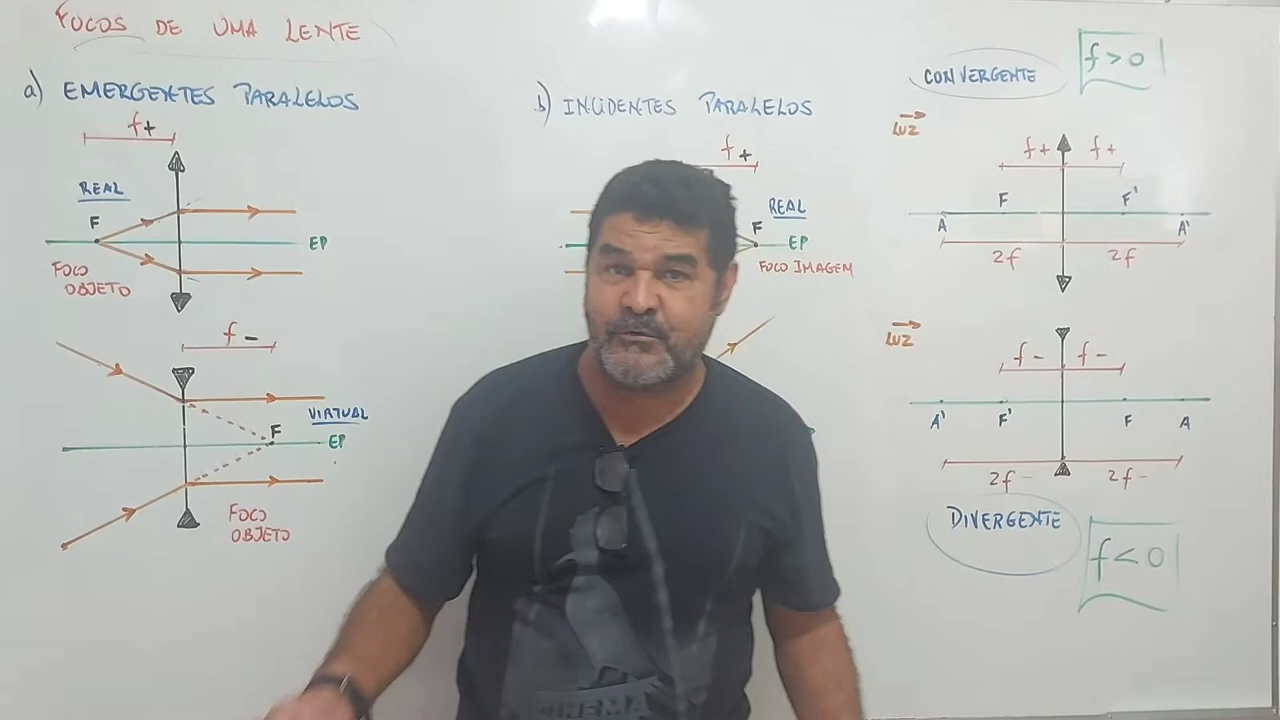 FOCOS DE UMA LENTE
a) EMERGENTES PARALELOS
f+
REAL
F
EP
FOCO
OBJETO
f -
VIRTUAL
F
EP
FOCO
OBJETO
b) INCIDENTES PARALELOS
f+
REAL
F
EP
FOCO IMAGEM
CONVERGENTE
f > 0
LUZ
f+ f+
F F'
A A'
2f 2f
LUZ
f - f -
A' F' F A
2f - 2f -
DIVERGENTE
f < 0
CINEMA